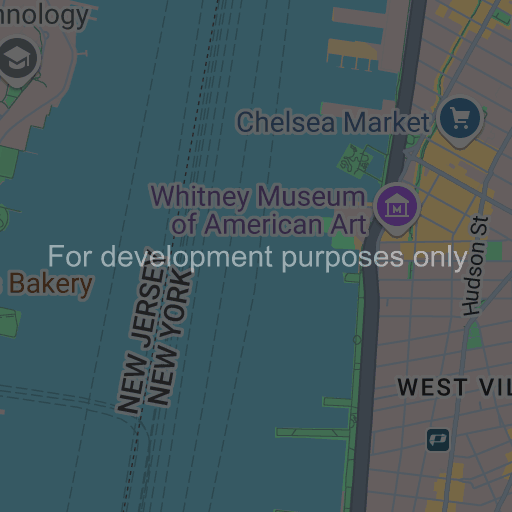 hnology
Chelsea Market
Whitney Museum
of American Art
For development purposes only
Hudson St
Bakery
NEW JERSEY
NEW YORK
WEST VIL